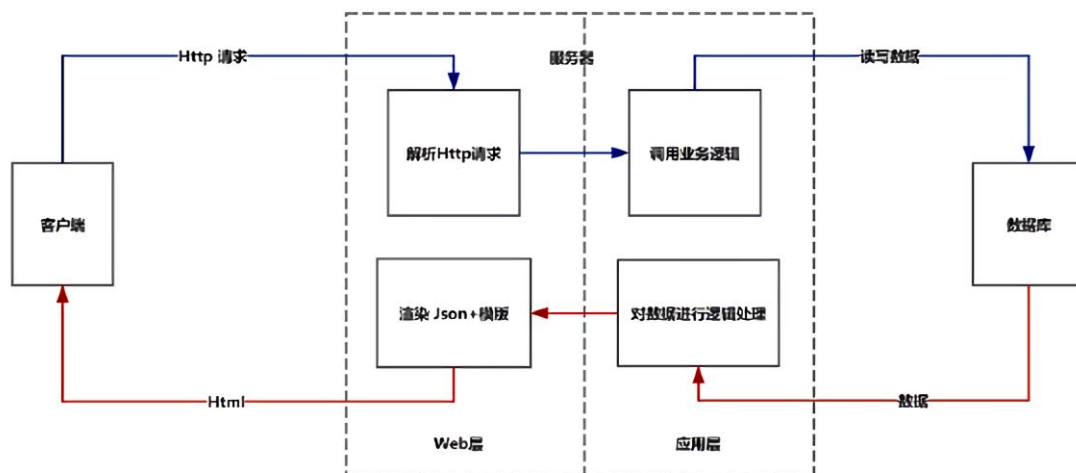 Http 请求
服务器
读写数据
解析Http请求
调用业务逻辑
客户端
数据库
渲染 Json+模版
对数据进行逻辑处理
Html
数据
Web层
应用层